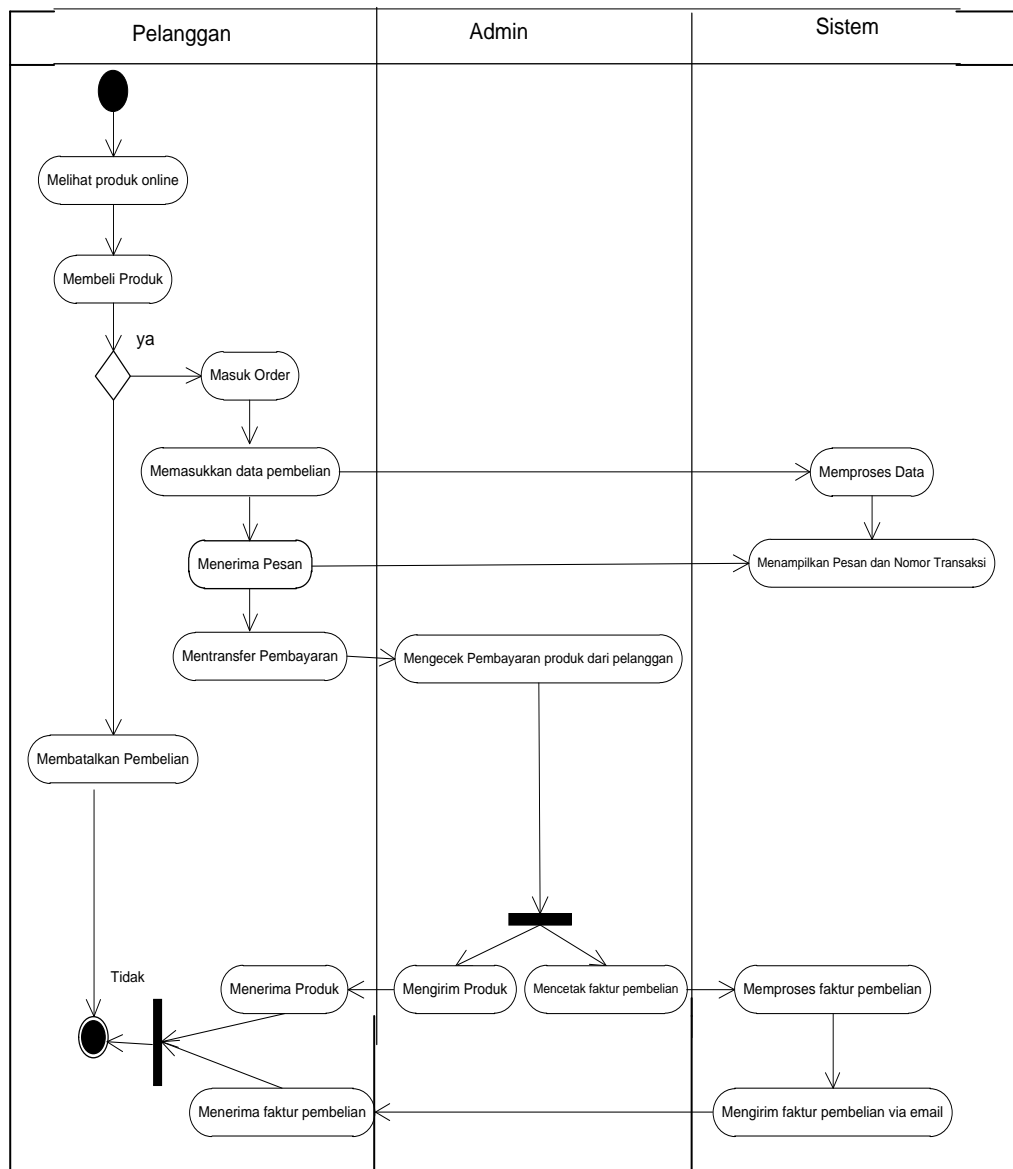 Pelanggan
Admin
Sistem
Melihat produk online
Membeli Produk
ya
Masuk Order
Memasukkan data pembelian
Memproses Data
Menerima Pesan
Menampilkan Pesan dan Nomor Transaksi
Mentransfer Pembayaran
Mengecek Pembayaran produk dari pelanggan
Membatalkan Pembelian
Tidak
Menerima Produk
Mengirim Produk
Mencetak faktur pembelian
Memproses faktur pembelian
Menerima faktur pembelian
Mengirim faktur pembelian via email